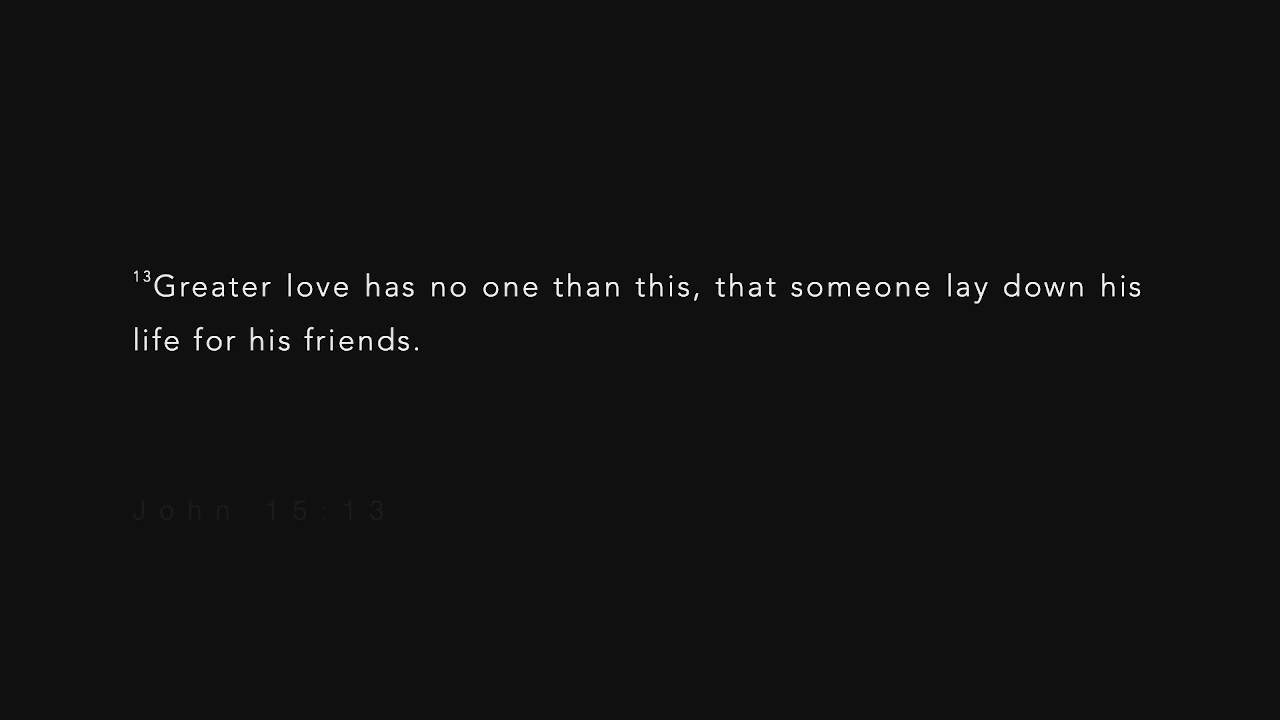 ¹³Greater love has no one than this, that someone lay down his
life for his friends.
John 15:13